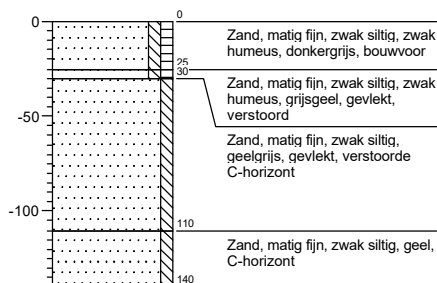 0
0
Zand, matig fijn, zwak siltig, zwak
humeus, donkergrijs, bouwvoor
25
30
Zand, matig fijn, zwak siltig, zwak
humeus, grijsgeel, gevlekt,
verstoord
-50
Zand, matig fijn, zwak siltig,
geelgrijs, gevlekt, verstoorde
C-horizont
-100
110
Zand, matig fijn, zwak siltig, geel,
C-horizont
140